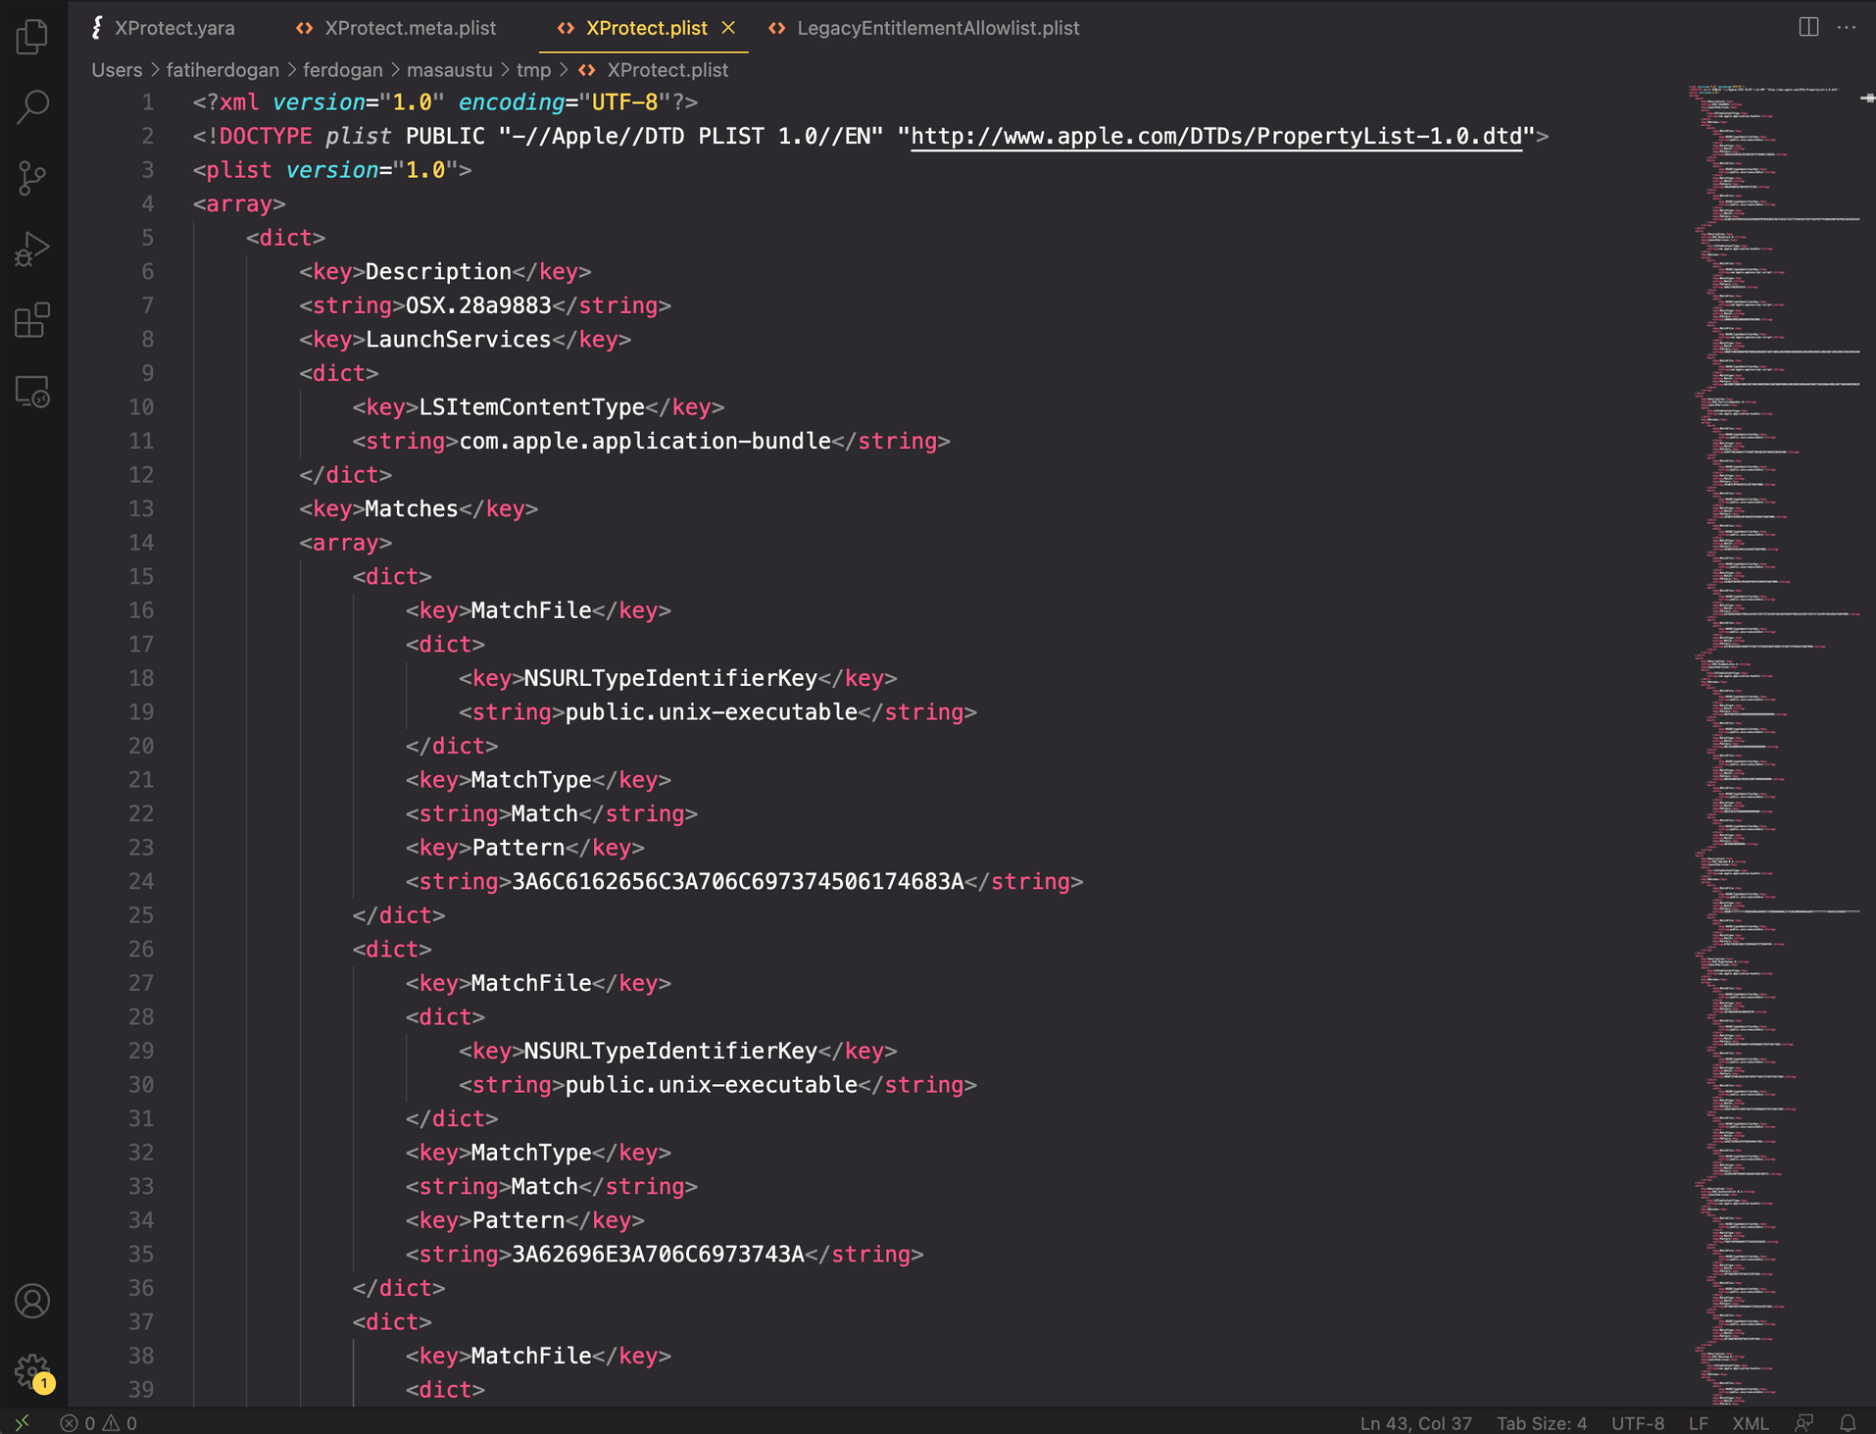 XProtect.yara XProtect.meta.plist XProtect.plist LegacyEntitlementAllowlist.plist
Users > fatiherdogan > ferdogan > masaustu > tmp > XProtect.plist
1 <?xml version="1.0" encoding="UTF-8"?>
2 <!DOCTYPE plist PUBLIC "-//Apple//DTD PLIST 1.0//EN" "http://www.apple.com/DTDs/PropertyList-1.0.dtd">
3 <plist version="1.0">
4 <array>
5 <dict>
6 <key>Description</key>
7 <string>OSX.28a9883</string>
8 <key>LaunchServices</key>
9 <dict>
10 <key>LSItemContentType</key>
11 <string>com.apple.application-bundle</string>
12 </dict>
13 <key>Matches</key>
14 <array>
15 <dict>
16 <key>MatchFile</key>
17 <dict>
18 <key>NSURLTypeIdentifierKey</key>
19 <string>public.unix-executable</string>
20 </dict>
21 <key>MatchType</key>
22 <string>Match</string>
23 <key>Pattern</key>
24 <string>3A6C6162656C3A706C697374506174683A</string>
25 </dict>
26 <dict>
27 <key>MatchFile</key>
28 <dict>
29 <key>NSURLTypeIdentifierKey</key>
30 <string>public.unix-executable</string>
31 </dict>
32 <key>MatchType</key>
33 <string>Match</string>
34 <key>Pattern</key>
35 <string>3A62696E3A706C6973743A</string>
36 </dict>
37 <dict>
38 <key>MatchFile</key>
39 <dict>
1
0 0 Ln 43, Col 37 Tab Size: 4 UTF-8 LF XML